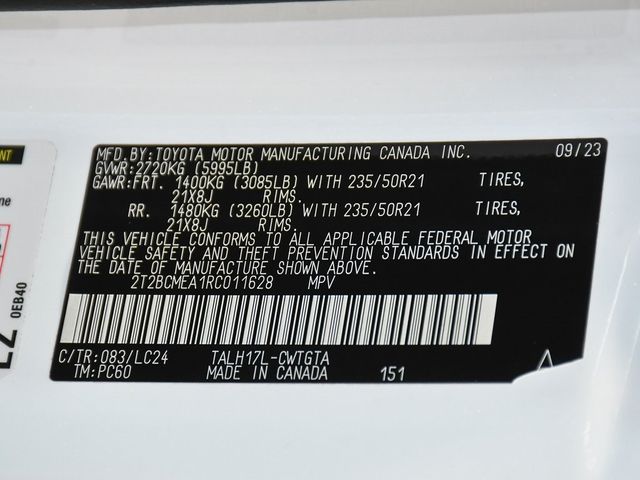 MFD.BY:TOYOTA MOTOR MANUFACTURING CANADA INC. 09/23
GVWR:2720KG (5995LB)
GAWR:FRT. 1400KG (3085LB) WITH 235/50R21 TIRES,
21X8J RIMS.
RR. 1480KG (3260LB) WITH 235/50R21 TIRES,
21X8J RIMS.
THIS VEHICLE CONFORMS TO ALL APPLICABLE FEDERAL MOTOR
VEHICLE SAFETY AND THEFT PREVENTION STANDARDS IN EFFECT ON
THE DATE OF MANUFACTURE SHOWN ABOVE.
2T2BCMEA1RC011628 MPV
C/TR:083/LC24 TALH17L-CWTGTA
TM:PC60 MADE IN CANADA 151
0EB40